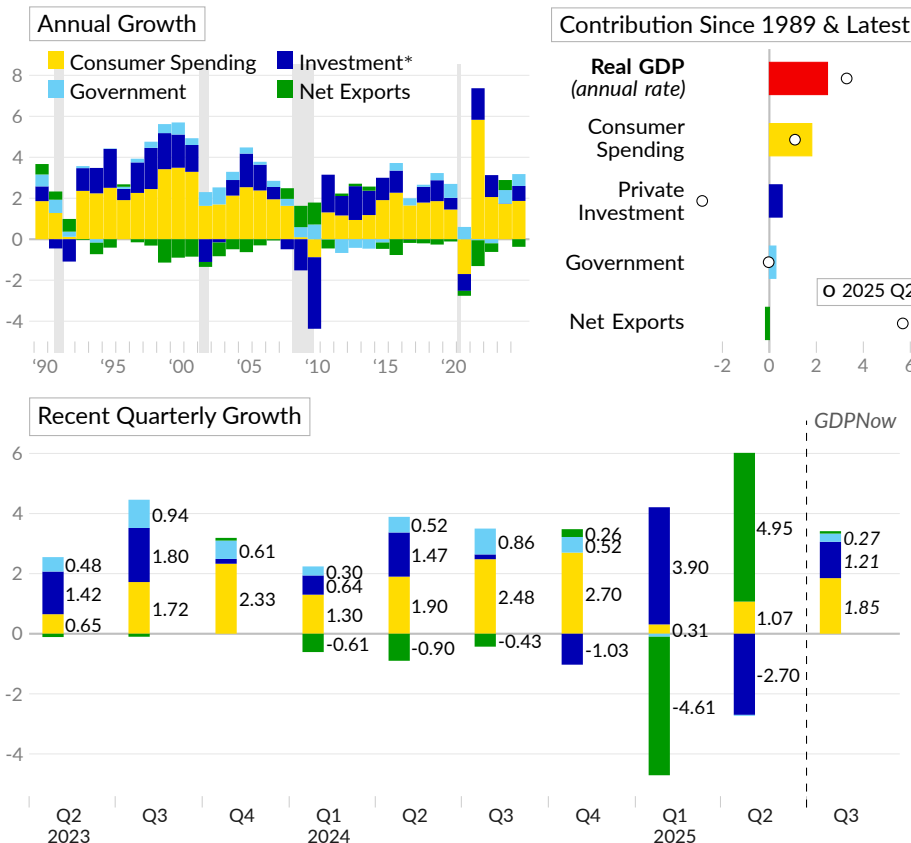 Annual Growth
Consumer Spending
Investment*
Government
Net Exports
8
6
4
2
0
-2
-4
'90
'95
'00
'05
'10
'15
'20
Contribution Since 1989 & Latest
Real GDP
(annual rate)
Consumer
Spending
Private
Investment
Government
Net Exports
o 2025 Q2
-2
0
2
4
6
Recent Quarterly Growth
GDPNow
6
4
2
0
-2
-4
0.48
1.42
0.65
0.94
1.80
1.72
0.61
2.33
0.30
0.64
1.30
-0.61
0.52
1.47
1.90
-0.90
0.86
2.48
-0.43
0.26
0.52
2.70
-1.03
3.90
0.31
-4.61
4.95
1.07
-2.70
0.27
1.21
1.85
Q2
2023
Q3
Q4
Q1
2024
Q2
Q3
Q4
Q1
2025
Q2
Q3